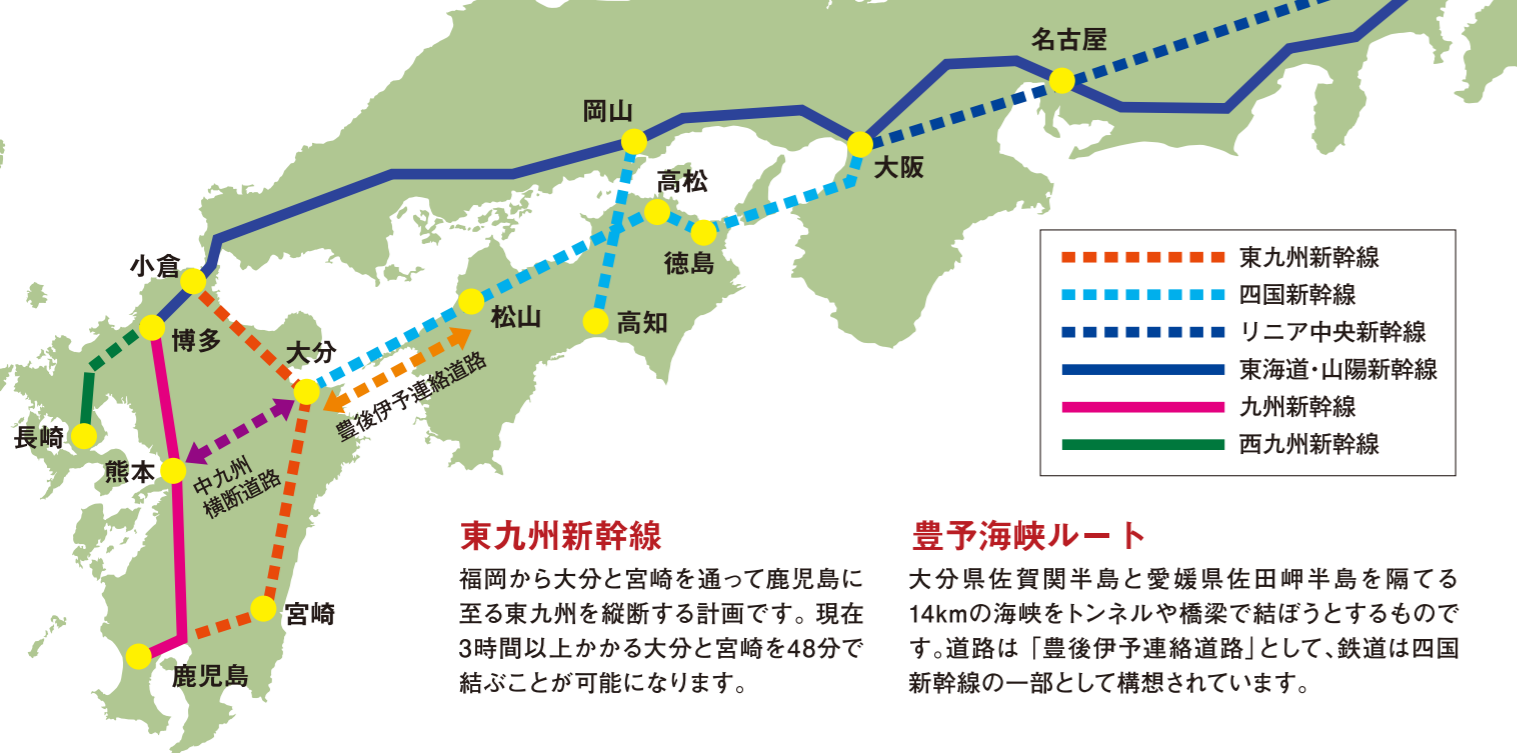 名古屋
岡山
大阪
高松
徳島
小倉
松山
高知
博多
大分
豊後伊予連絡道路
長崎
熊本
中九州
横断道路
宮崎
鹿児島
東九州新幹線
四国新幹線
リニア中央新幹線
東海道・山陽新幹線
九州新幹線
西九州新幹線
東九州新幹線
福岡から大分と宮崎を通って鹿児島に
至る東九州を縦断する計画です。現在
3時間以上かかる大分と宮崎を48分で
結ぶことが可能になります。
豊予海峡ルート
大分県佐賀関半島と愛媛県佐田岬半島を隔てる
14kmの海峡をトンネルや橋梁で結ぼうとするもので
す。道路は「豊後伊予連絡道路」として、鉄道は四国
新幹線の一部として構想されています。